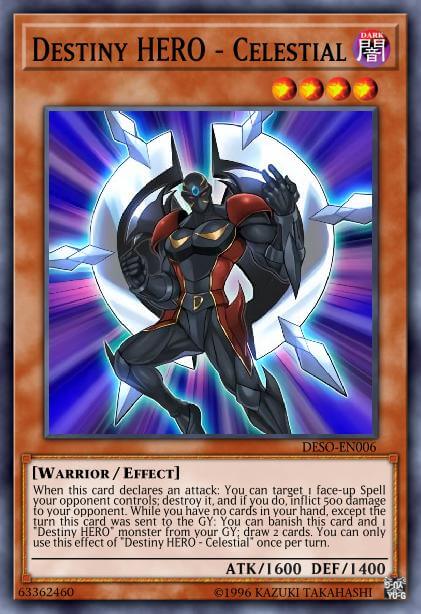 DESTINY HERO - CELESTIAL
DARK
闇
DESO-EN006
[WARRIOR / EFFECT]
When this card declares an attack: You can target 1 face-up Spell
your opponent controls; destroy it, and if you do, inflict 500 damage
to your opponent. While you have no cards in your hand, except the
turn this card was sent to the GY: You can banish this card and 1
"Destiny HERO" monster from your GY; draw 2 cards. You can only
use this effect of "Destiny HERO - Celestial" once per turn.
ATK/1600 DEF/1400
63362460
©1996 KAZUKI TAKAHASHI